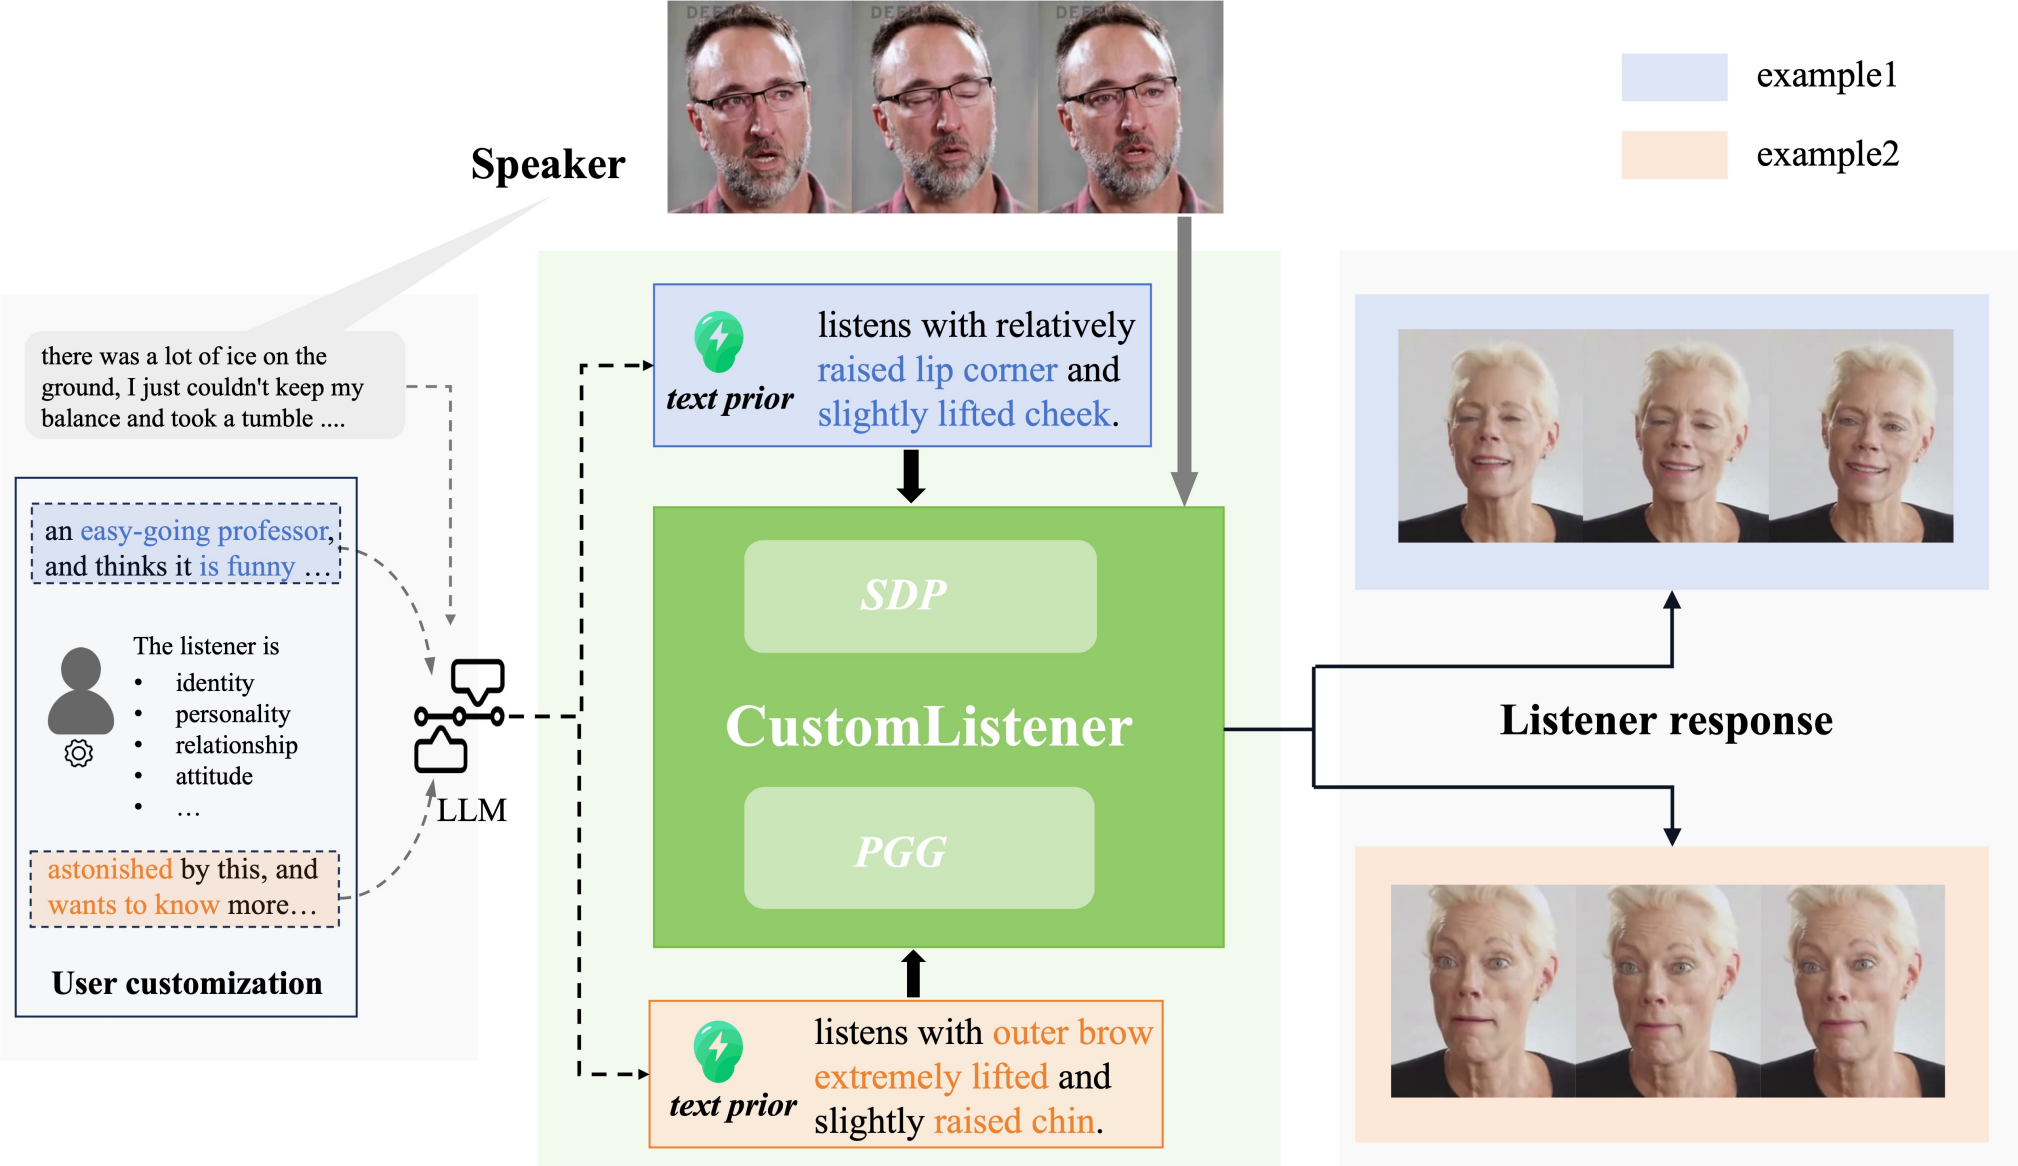 Speaker
example1
example2
there was a lot of ice on the
ground, I just couldn't keep my
balance and took a tumble ....
an easy-going professor,
and thinks it is funny …
The listener is
• identity
• personality
• relationship
• attitude
• …
astonished by this, and
wants to know more…
User customization
LLM
text prior
listens with relatively
raised lip corner and
slightly lifted cheek.
SDP
CustomListener
PGG
text prior
listens with outer brow
extremely lifted and
slightly raised chin.
Listener response